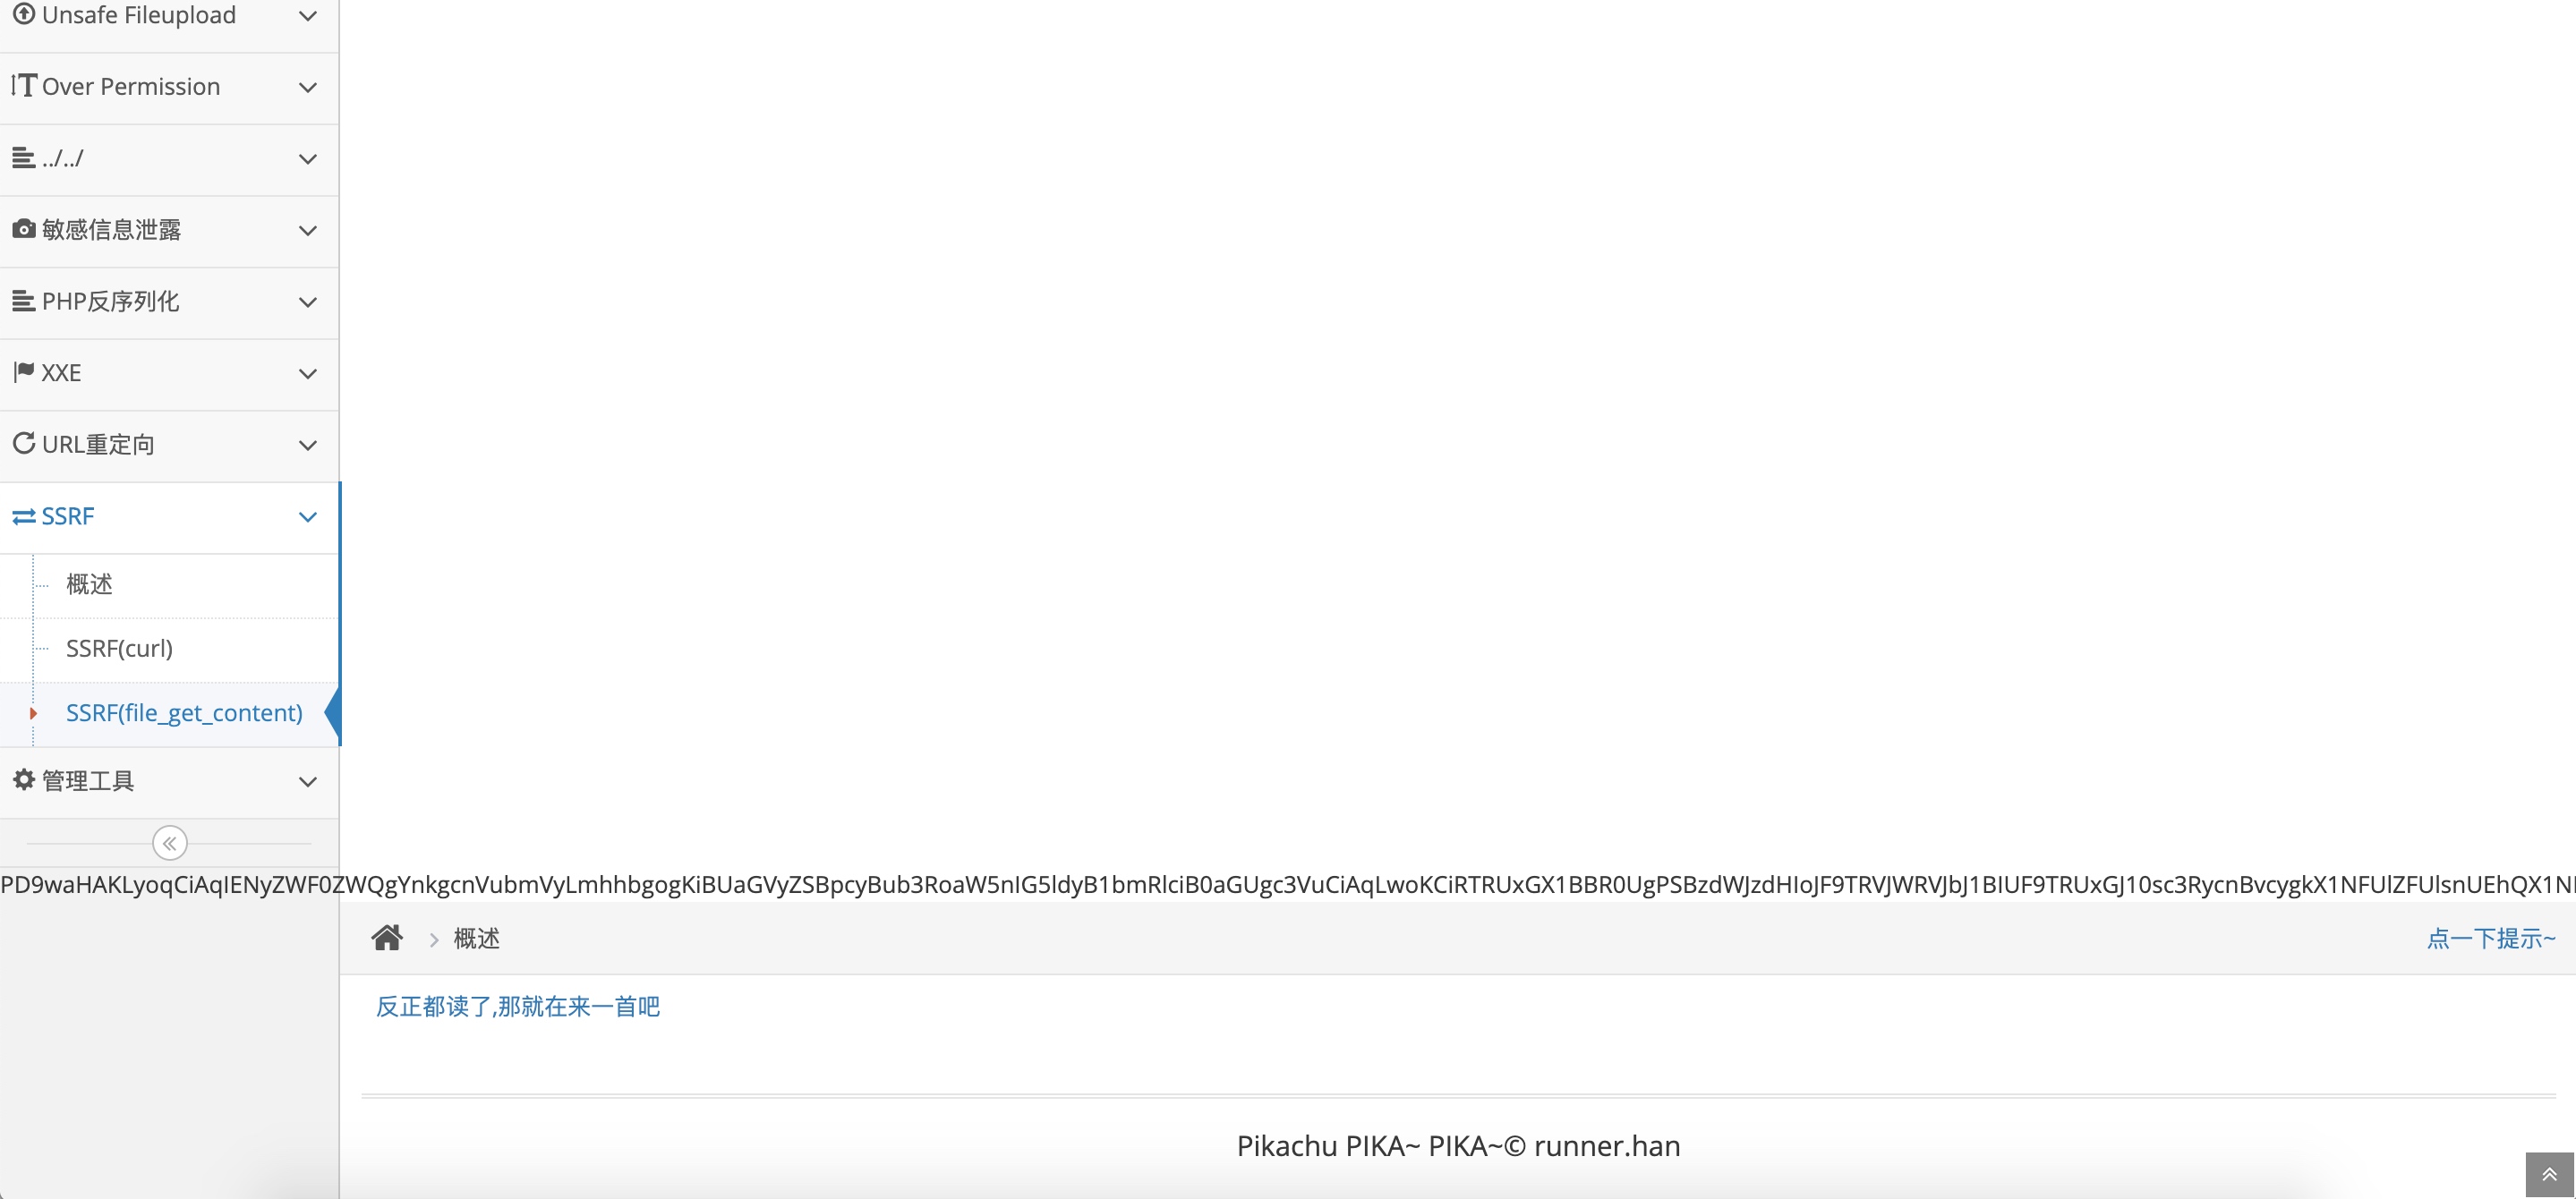 Unsafe Fileupload
Over Permission
../../
敏感信息泄露
PHP反序列化
XXE
URL重定向
SSRF
概述
SSRF(curl)
SSRF(file_get_content)
管理工具
PD9waHAKLyoqCiAqIENyZWF0ZWQgYnkgcnVubmVyLmhhbgogKiBUaGVyZSBpcyBub3RoaW5nIG5ldyB1bmRlciB0aGUgc3VuCiAqLwoKCiRTRUxGX1BBR0UgPSBzdWJzdHIoJF9TRVJWRVJbJ1BIUF9TRUxGJ10sc3RycnBvcygkX1NFUlZFUlsnUEhQX1N
概述
点一下提示~
反正都读了,那就在来一首吧
Pikachu PIKA~ PIKA~© runner.han